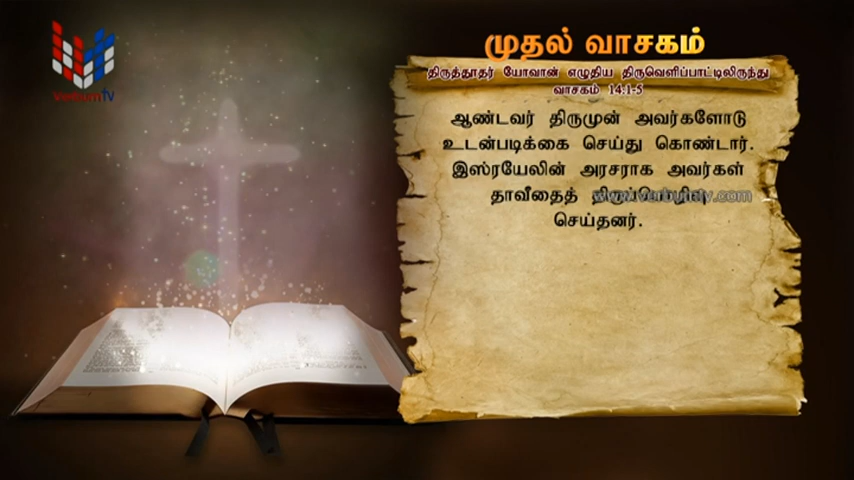 VerbumTV
முதல் வாசகம்
திருத்தூதர் யோவான் எழுதிய திருவெளிப்பாட்டிலிருந்து
வாசகம் 14:1-5
ஆண்டவர் திருமுன் அவர்களோடு
உடன்படிக்கை செய்து கொண்டார்.
இஸ்ரயேலின் அரசராக அவர்கள்
தாவீதைத்
செய்தனர்.